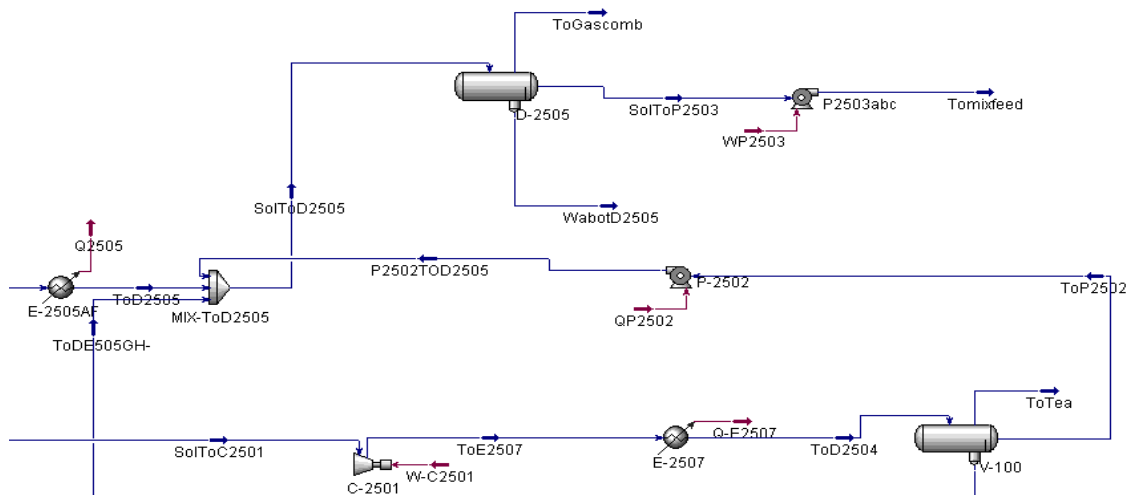 ToGascomb
D-2505
SolToP2503
P2503abc
Tomixfeed
WP2503
WabotD2505
SolToD2505
Q2505
E-2505AF
ToD2505
MIX-ToD2505
P2502TOD2505
P-2502
QP2502
ToP2502
ToDE505GH-
ToTea
SolToC2501
ToE2507
Q-E2507
E-2507
ToD2504
V-100
W-C2501
C-2501